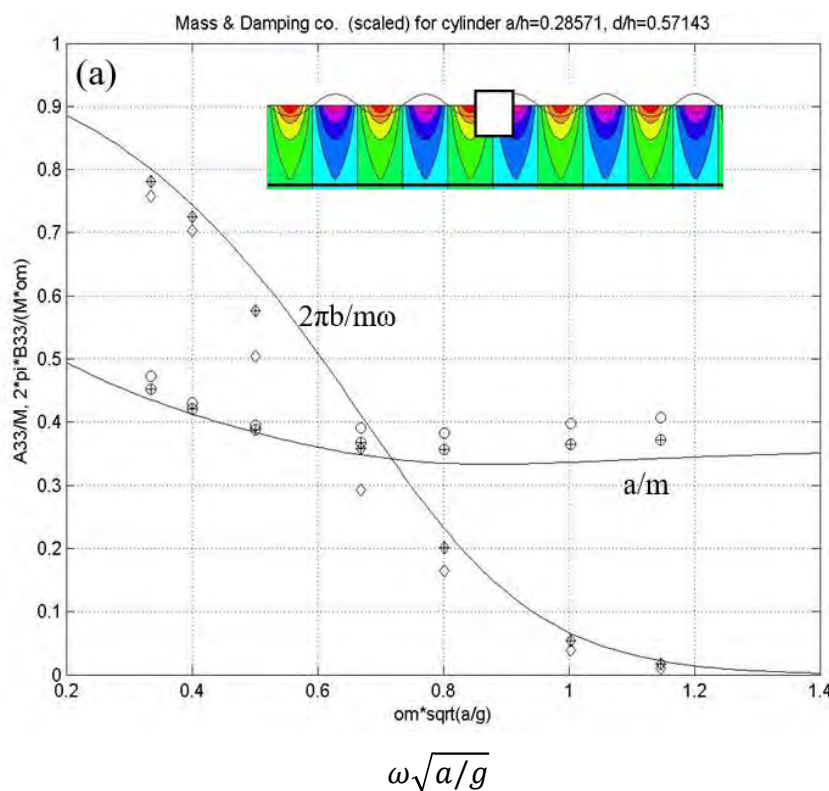 Mass & Damping co. (scaled) for cylinder a/h=0.28571, d/h=0.57143
(a)
1
0.9
0.8
0.7
0.6
0.5
0.4
0.3
0.2
0.1
0
A33/M, 2*pi*B33/(M*om)
2πb/mω
a/m
0.2 0.4 0.6 0.8 1 1.2 1.4
om*sqrt(a/g)
ω√a/g